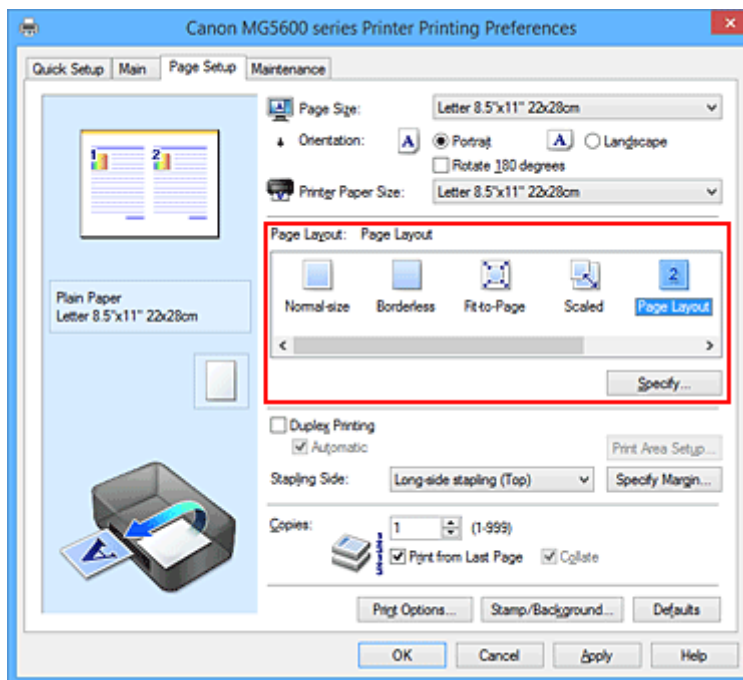 Canon MG5600 series Printer Printing Preferences
Quick Setup Main Page Setup Maintenance
1 2
Plain Paper
Letter 8.5"x11" 22x28cm
Page Size: Letter 8.5"x11" 22x28cm
Orientation: A Portrait A Landscape
Rotate 180 degrees
Printer Paper Size: Letter 8.5"x11" 22x28cm
Page Layout: Page Layout
2
Normal-size Borderless Fit-to-Page Scaled Page Layout
Specify...
Duplex Printing
Automatic Print Area Setup...
Stapling Side: Long-side stapling (Top) Specify Margin...
Copies: 1 (1-999)
Print from Last Page Collate
A
Print Options... Stamp/Background... Defaults
OK Cancel Apply Help